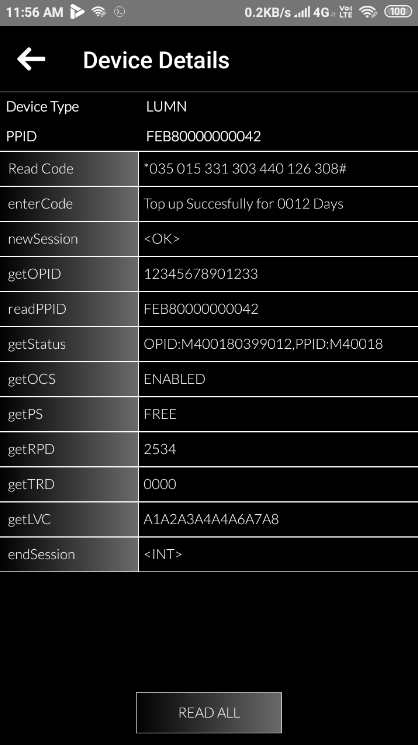 11:56 AM 0.2KB/s 4G Vo) LTE 100
Device Details
Device Type LUMN
PPID FEB80000000042
Read Code *035 015 331 303 440 126 308#
enterCode Top up Succesfully for 0012 Days
newSession <OK>
getOPID 12345678901233
readPPID FEB80000000042
getStatus OPID:M400180399012,PPID:M40018
getOCS ENABLED
getPS FREE
getRPD 2534
getTRD 0000
getLVC A1A2A3A4A4A6A7A8
endSession <INT>
READ ALL